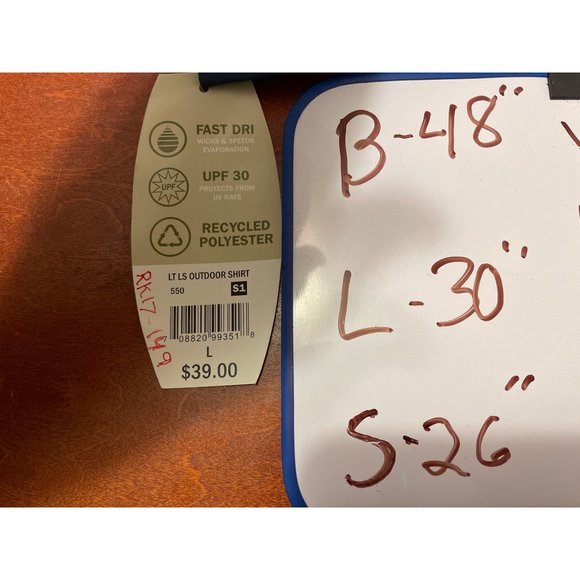 FAST DRI
WICKS & SPEEDS
EVAPORATION
UPF
UPF 30
PROTECTS FROM
UV RAYS
RECYCLED
POLYESTER
LT LS OUTDOOR SHIRT
550 S1
08820 99351 8
L
$39.00
RK17-149
B-48"
L-30"
S-26"